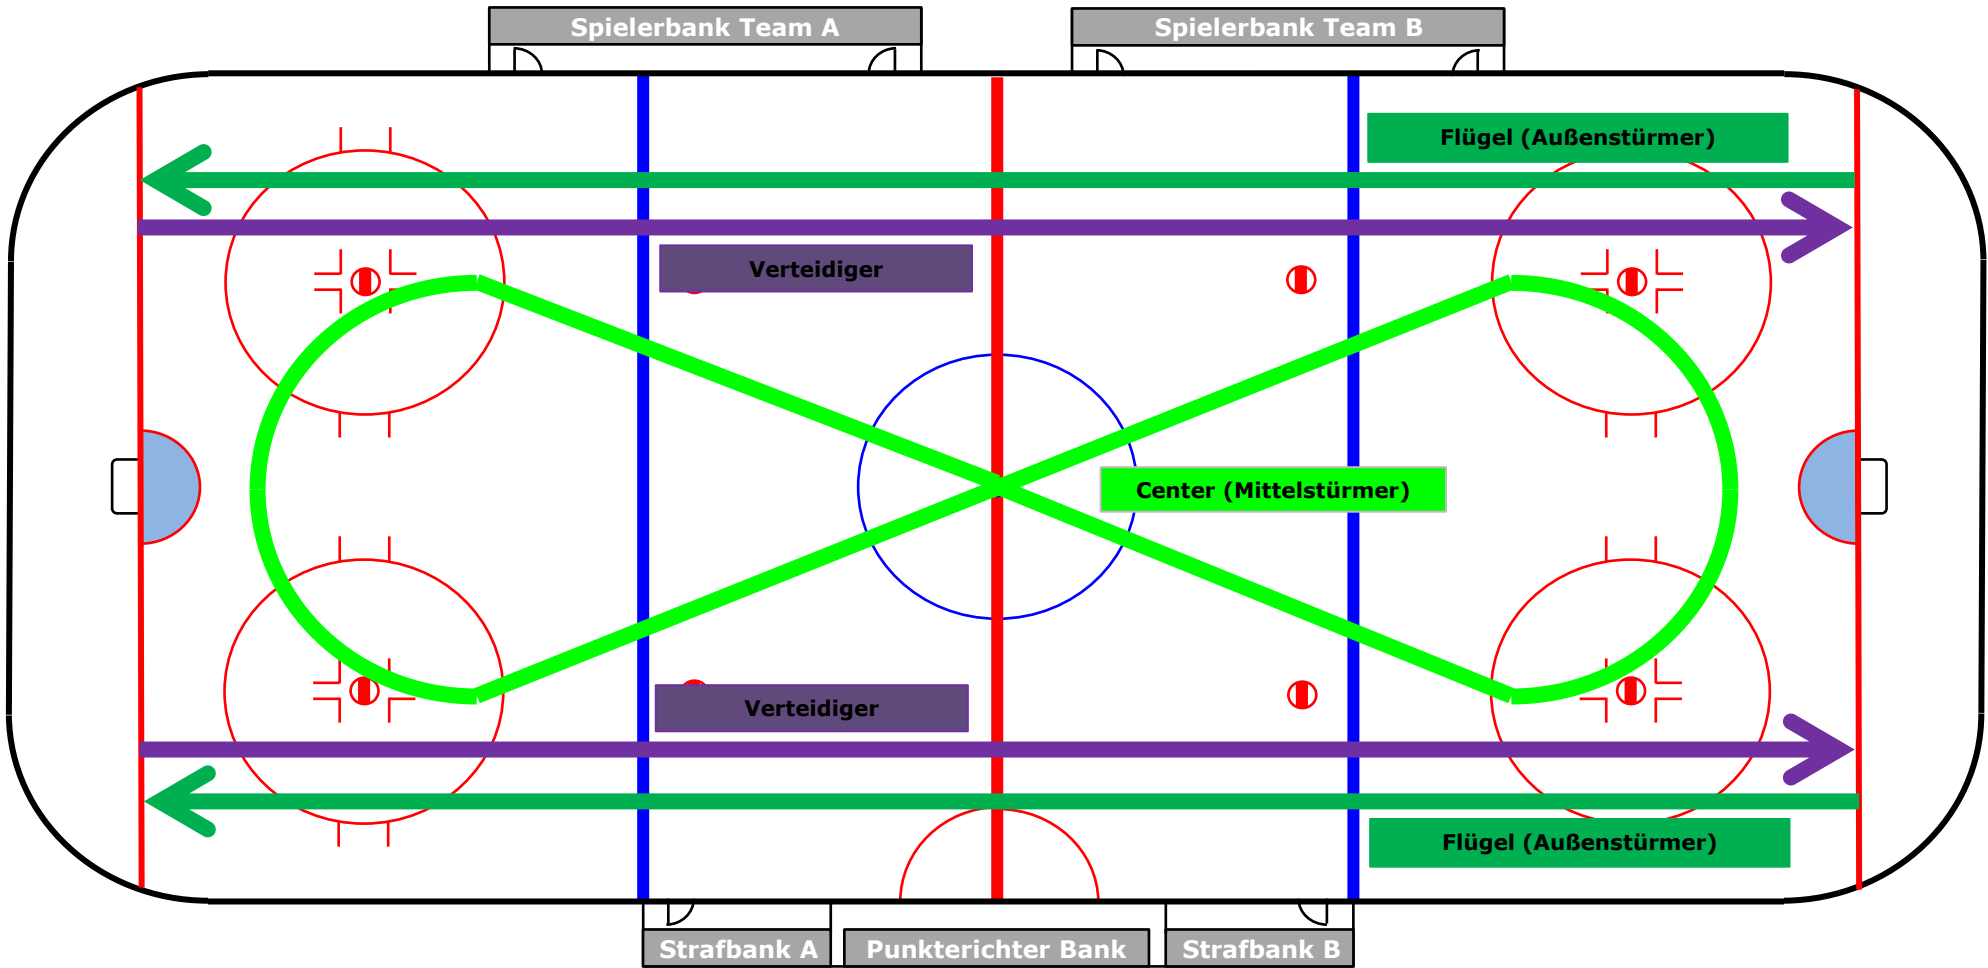 Spielerbank Team A
Spielerbank Team B
Flügel (Außenstürmer)
Verteidiger
Center (Mittelstürmer)
Verteidiger
Flügel (Außenstürmer)
Strafbank A
Punkterichter Bank
Strafbank B